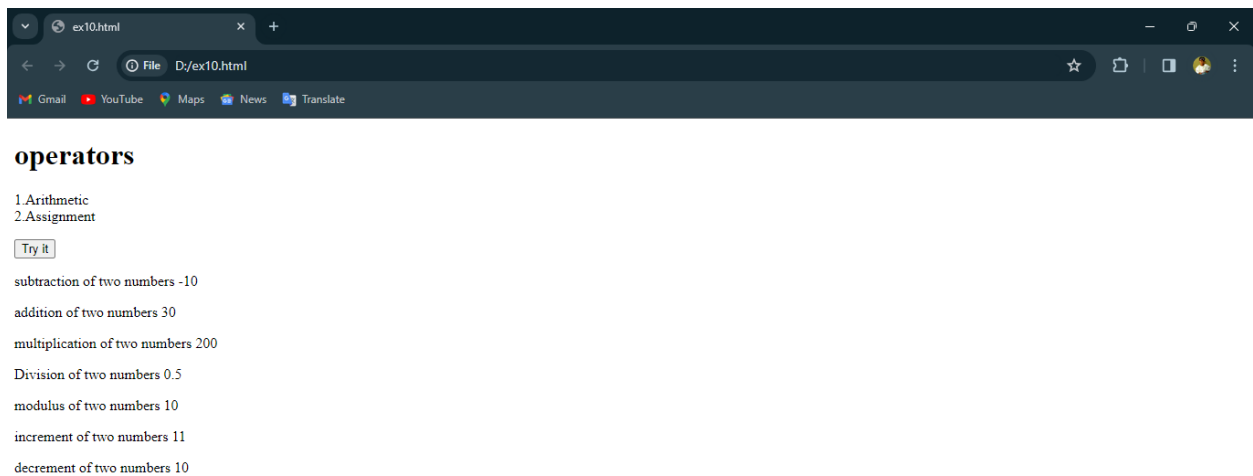 ex10.html
File D:/ex10.html
Gmail YouTube Maps News Translate
operators
1.Arithmetic
2.Assignment
Try it
subtraction of two numbers -10
addition of two numbers 30
multiplication of two numbers 200
Division of two numbers 0.5
modulus of two numbers 10
increment of two numbers 11
decrement of two numbers 10